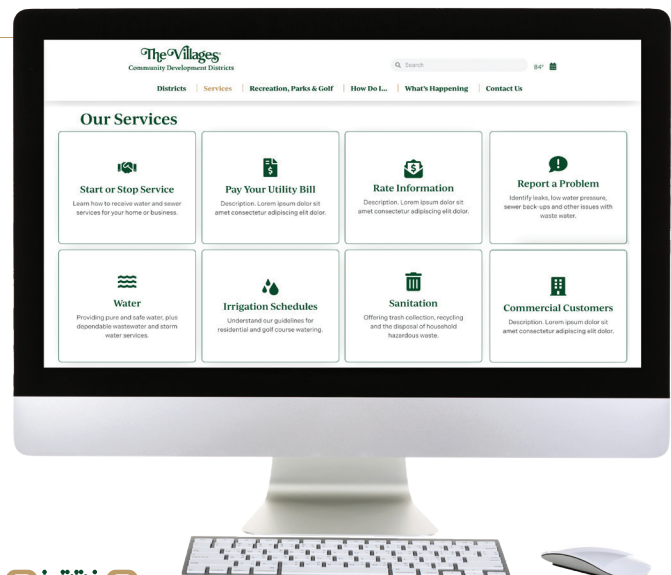 The Villages®
Community Development Districts
Search
84°
Districts | Services | Recreation, Parks & Golf | How Do I... | What's Happening | Contact Us
Our Services
Start or Stop Service
Learn how to receive water and sewer
services for your home or business.
Pay Your Utility Bill
Description. Lorem ipsum dolor sit
amet consectetur adipiscing elit dolor.
Rate Information
Description. Lorem ipsum dolor sit
amet consectetur adipiscing elit dolor.
Report a Problem
Identify leaks, low water pressure,
sewer back-ups and other issues with
waste water.
Water
Providing pure and safe water, plus
dependable wastewater and storm
water services.
Irrigation Schedules
Understand our guidelines for
residential and golf course watering.
Sanitation
Offering trash collection, recycling
and the disposal of household
hazardous waste.
Commercial Customers
Description. Lorem ipsum dolor sit
amet consectetur adipiscing elit dolor.